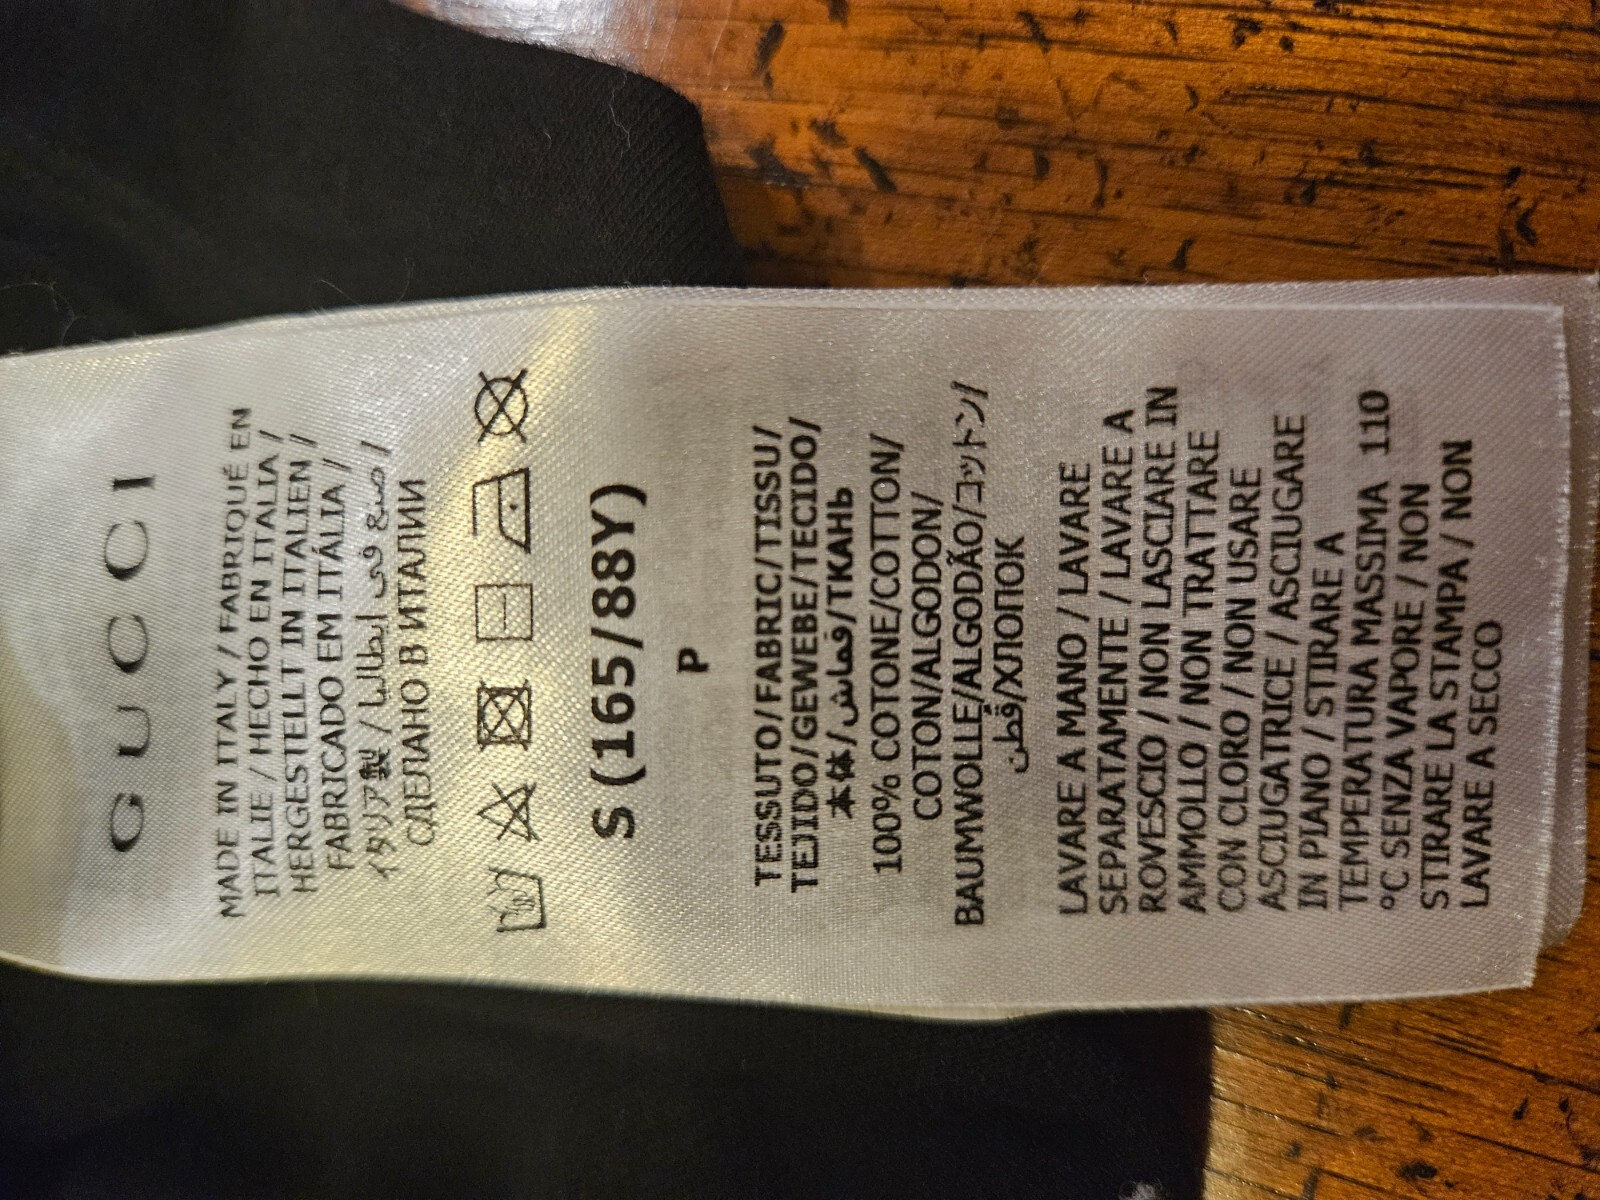 GUCCI
MADE IN ITALY / FABRIQUÉ EN
ITALIE / HECHO EN ITALIA /
HERGESTELLT IN ITALIEN /
FABRICADO EM ITÁLIA /
イタリア製 / صنع في ايطاليا /
СДЕЛАНО В ИТАЛИИ
S (165/88Y)
P
TESSUTO/FABRIC/TISSU/
TEJIDO/GEWEBE/TECIDO/
本体/قماش/ТКАНЬ
100% COTONE/COTTON/
COTON/ALGODON/
BAUMWOLLE/ALGODÃO/コットン/
قطن/ХЛОПОК
LAVARE A MANO / LAVARE
SEPARATAMENTE / LAVARE A
ROVESCIO / NON LASCIARE IN
AMMOLLO / NON TRATTARE
CON CLORO / NON USARE
ASCIUGATRICE / ASCIUGARE
IN PIANO / STIRARE A
TEMPERATURA MASSIMA 110
°C SENZA VAPORE / NON
STIRARE LA STAMPA / NON
LAVARE A SECCO